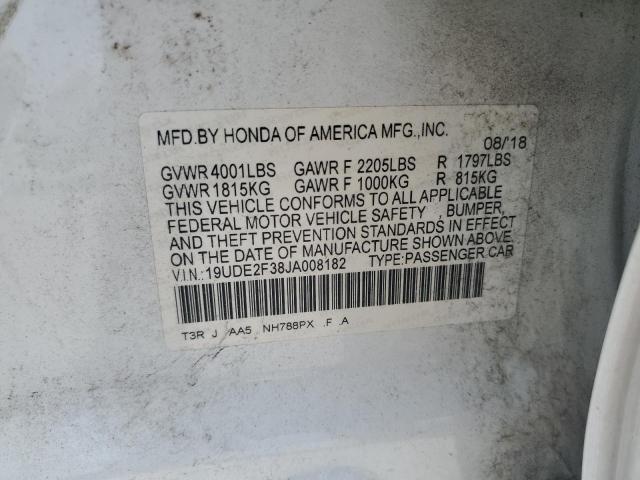 MFD.BY HONDA OF AMERICA MFG.,INC. 08/'18
GVWR 4001LBS GAWR F 2205LBS R 1797LBS
GVWR 1815KG GAWR F 1000KG R 815KG
THIS VEHICLE CONFORMS TO ALL APPLICABLE
FEDERAL MOTOR VEHICLE SAFETY , BUMPER,
AND THEFT PREVENTION STANDARDS IN EFFECT
ON THE DATE OF MANUFACTURE SHOWN ABOVE.
V.I.N.: 19UDE2F38JA008182 TYPE:PASSENGER CAR
T3R J AA5 NH788PX .F .A